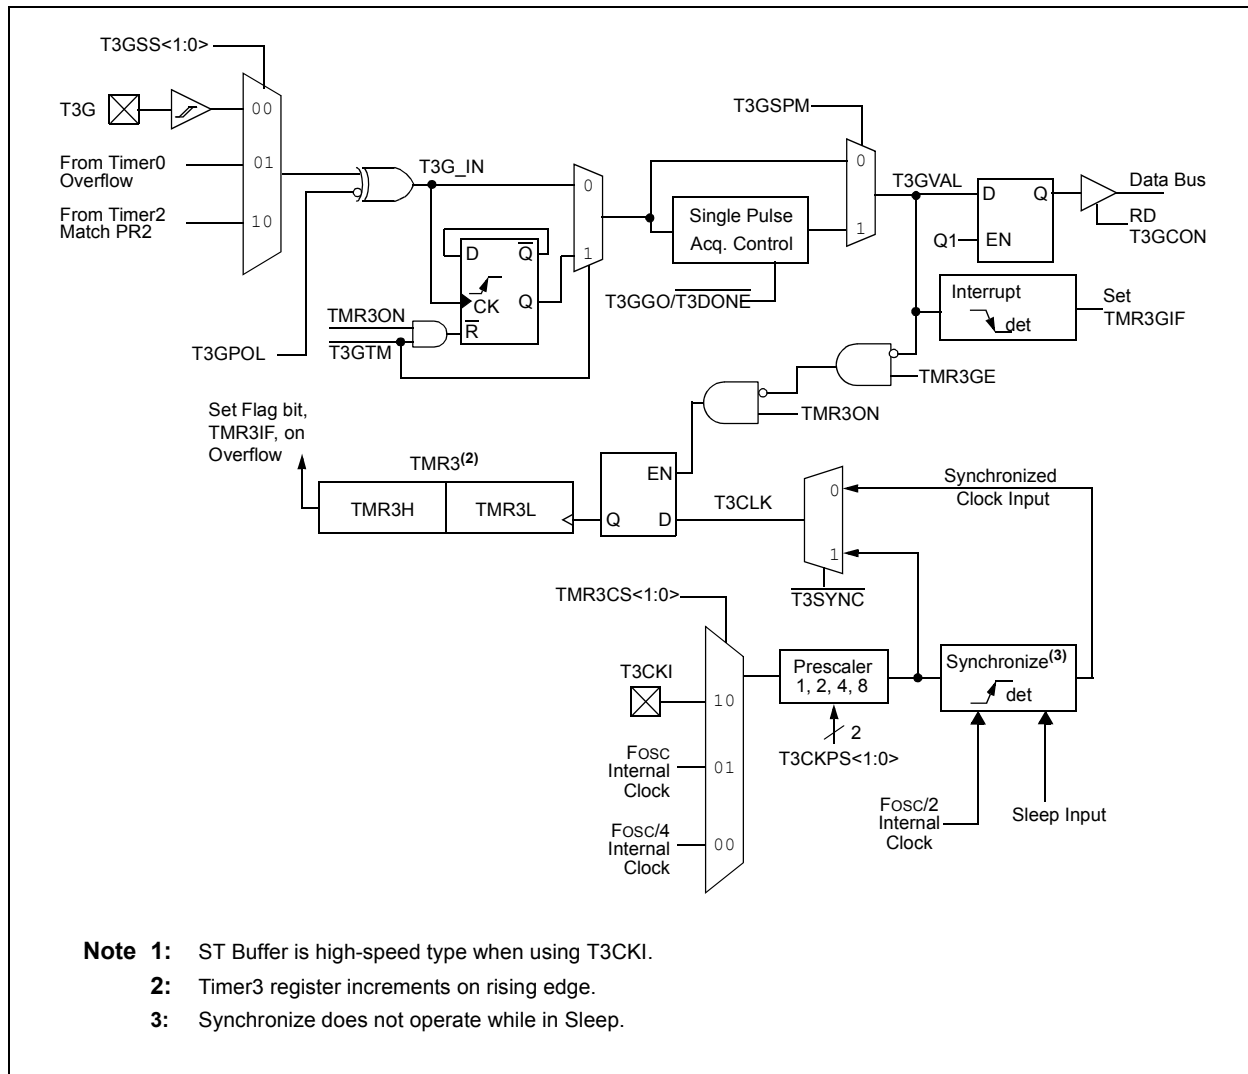 T3GSS<1:0>
T3G
00
From Timer0
Overflow
01
From Timer2
Match PR2
10
T3GPOL
T3G_IN
D
Q
CK
Q
R
TMR3ON
T3GTM
0
1
Single Pulse
Acq. Control
T3GGO/T3DONE
T3GSPM
0
1
T3GVAL
D
Q
Q1
EN
Data Bus
RD
T3GCON
Interrupt
det
Set
TMR3GIF
TMR3GE
TMR3ON
Set Flag bit,
TMR3IF, on
Overflow
TMR3(2)
TMR3H
TMR3L
EN
Q
D
T3CLK
0
1
T3SYNC
Synchronized
Clock Input
TMR3CS<1:0>
T3CKI
10
FOSC
Internal
Clock
01
FOSC/4
Internal
Clock
00
Prescaler
1, 2, 4, 8
2
T3CKPS<1:0>
Synchronize(3)
det
FOSC/2
Internal
Clock
Sleep Input
Note 1: ST Buffer is high-speed type when using T3CKI.
2: Timer3 register increments on rising edge.
3: Synchronize does not operate while in Sleep.